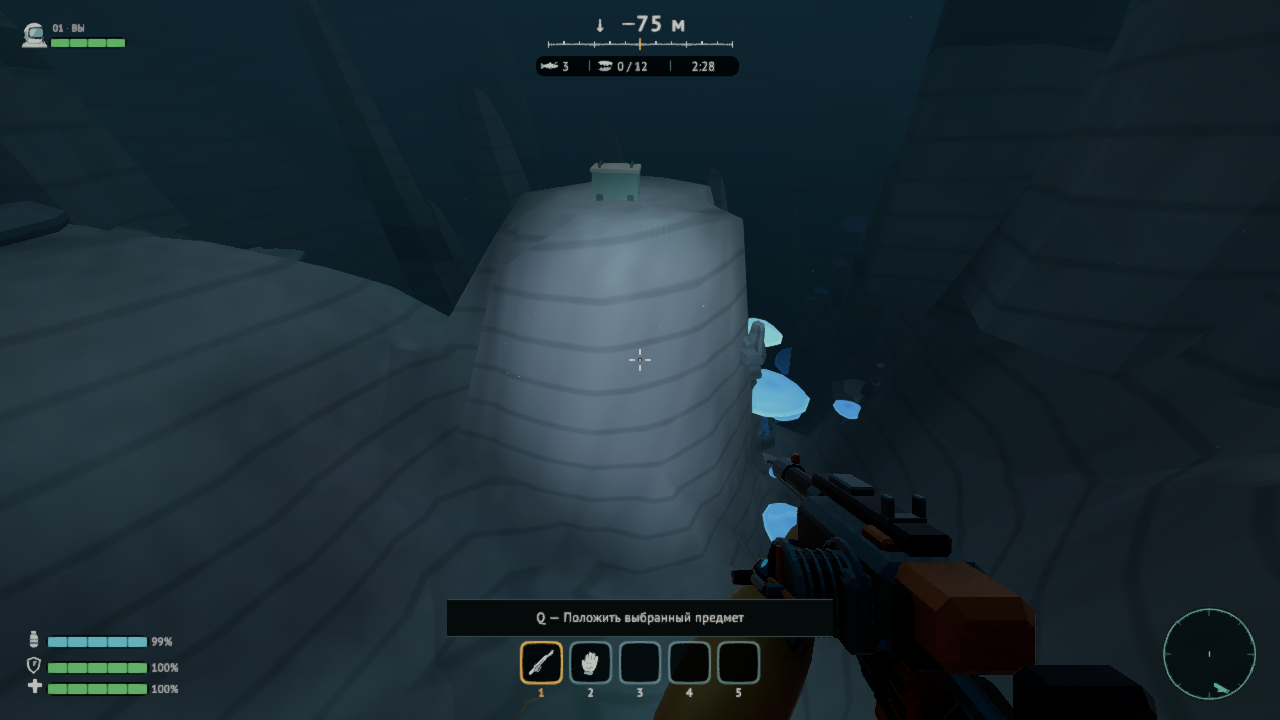 01 · ВЫ
↓ −75 м
3 0 / 12 2:28
99%
100%
100%
Q — Положить выбранный предмет
1 2 3 4 5